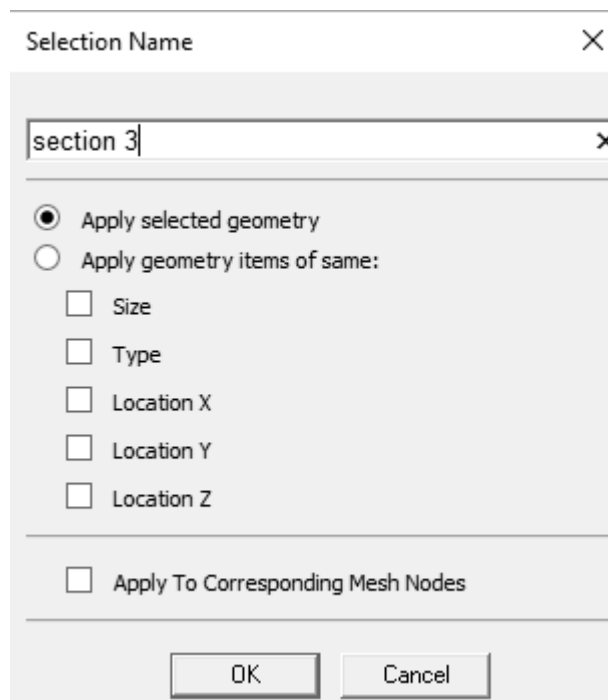 Selection Name
section 3
Apply selected geometry
Apply geometry items of same:
Size
Type
Location X
Location Y
Location Z
Apply To Corresponding Mesh Nodes
OK
Cancel